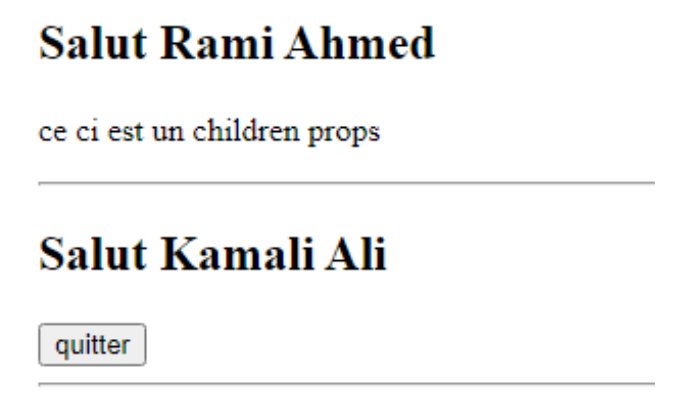 Salut Rami Ahmed
ce ci est un children props
Salut Kamali Ali
quitter